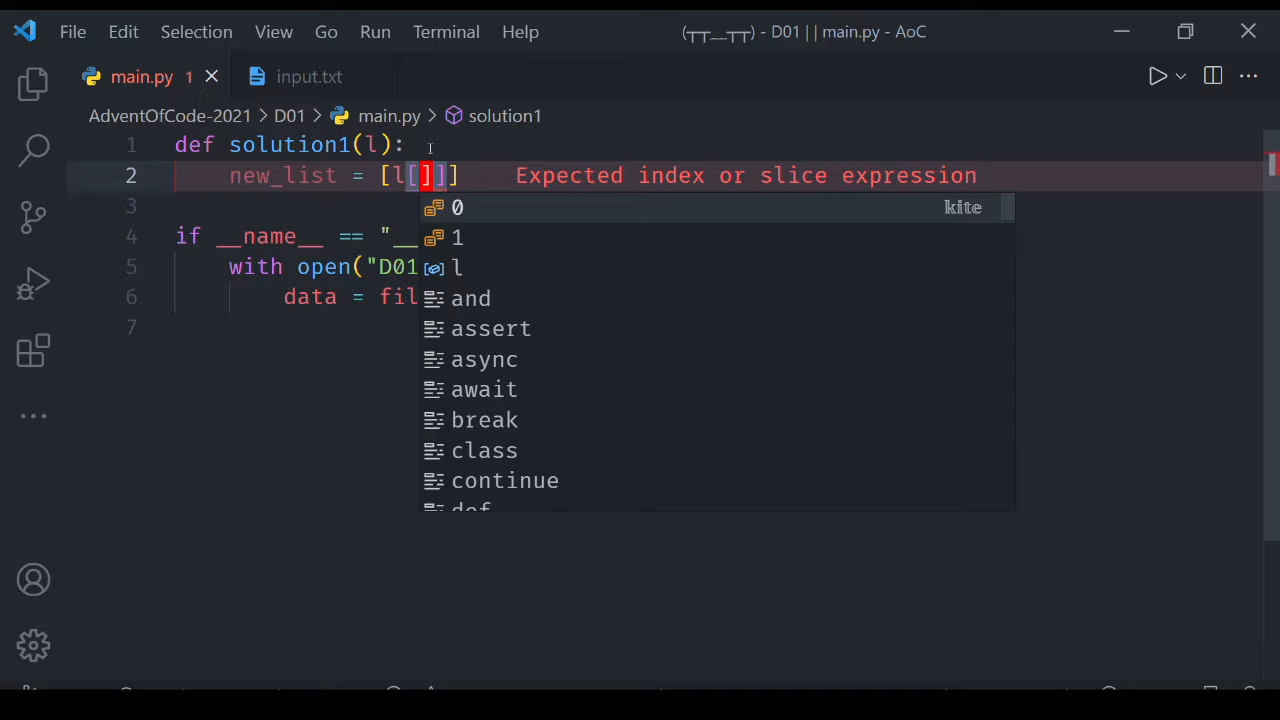 File Edit Selection View Go Run Terminal Help (┬┬﹏┬┬) - D01 | | main.py - AoC
main.py 1 input.txt
AdventOfCode-2021 > D01 > main.py > solution1
1 def solution1(l):
2 new_list = [l[]] Expected index or slice expression
0 kite
3
1
4 if __name__ == "__
5 with open("D01
l
6 data = fil
and
7
assert
async
await
break
class
continue
def